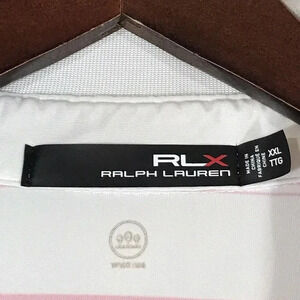 RLX
RALPH LAUREN
MADE IN
CHINA
FABRIQUÉ EN
CHINE
XXL
TTG